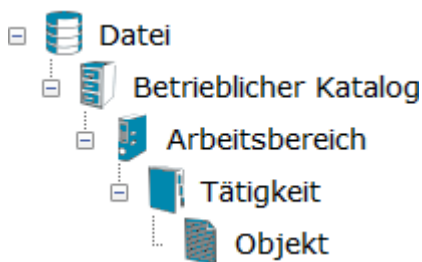 Datei
Betrieblicher Katalog
Arbeitsbereich
Tätigkeit
Objekt